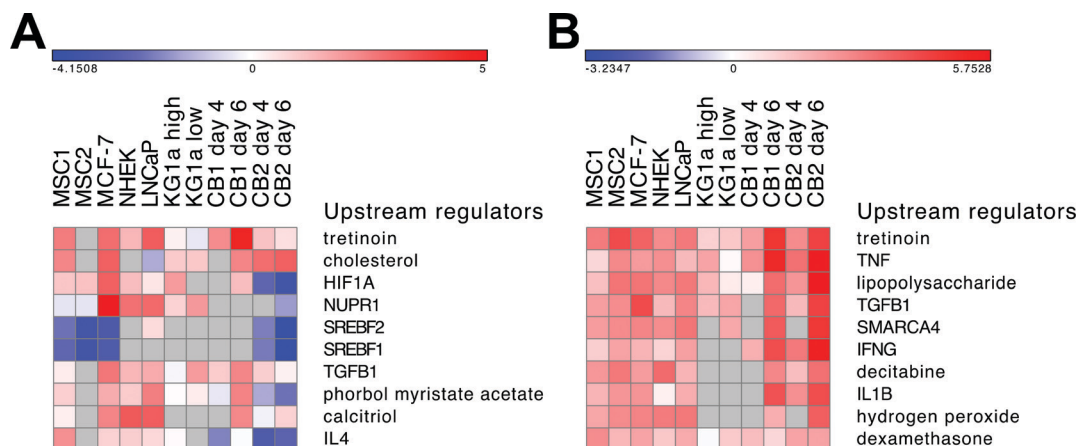 A
-4.1508 0 5
MSC1
MSC2
MCF-7
NHEK
LNCaP
KG1a high
KG1a low
CB1 day 4
CB1 day 6
CB2 day 4
CB2 day 6
Upstream regulators
tretinoin
cholesterol
HIF1A
NUPR1
SREBF2
SREBF1
TGFB1
phorbol myristate acetate
calcitriol
IL4
B
-3.2347 0 5.7528
MSC1
MSC2
MCF-7
NHEK
LNCaP
KG1a high
KG1a low
CB1 day 4
CB1 day 6
CB2 day 4
CB2 day 6
Upstream regulators
tretinoin
TNF
lipopolysaccharide
TGFB1
SMARCA4
IFNG
decitabine
IL1B
hydrogen peroxide
dexamethasone